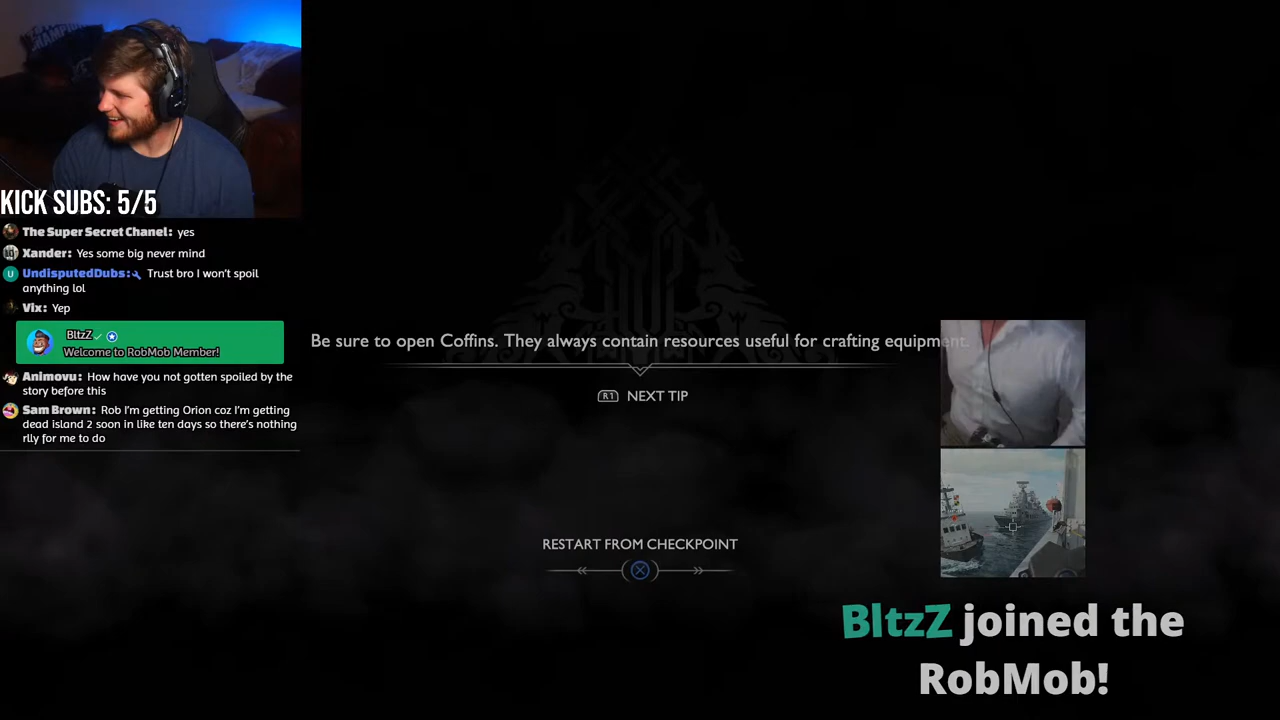 KICK SUBS: 5/5
The Super Secret Chanel: yes
Xander: Yes some big never mind
UndisputedDubs: Trust bro I won't spoil
anything lol
Vix: Yep
BltzZ
Welcome to RobMob Member!
Animovu: How have you not gotten spoiled by the
story before this
Sam Brown: Rob I'm getting Orion coz I'm getting
dead island 2 soon in like ten days so there's nothing
rlly for me to do
Be sure to open Coffins. They always contain resources useful for crafting equipment.
R1 NEXT TIP
RESTART FROM CHECKPOINT
BltzZ joined the
RobMob!